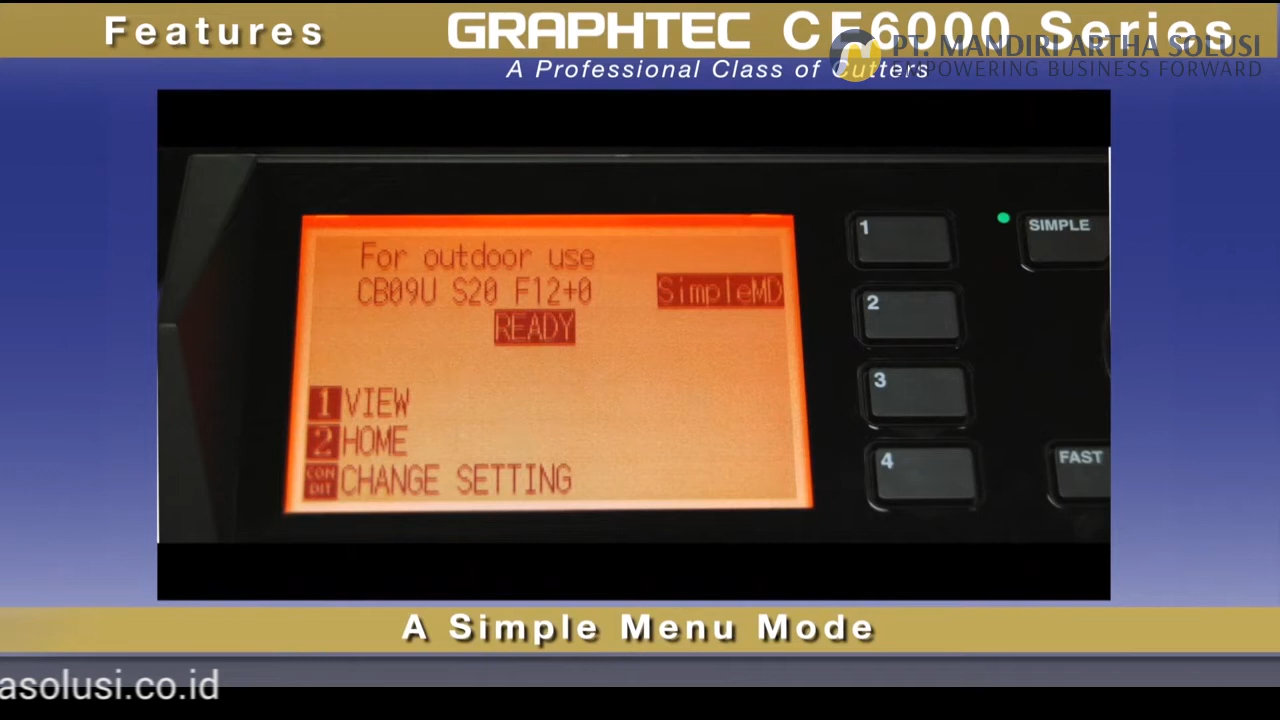 Features
GRAPHTEC CE6000 Series
PT. MANDIRI ARTHA SOLUSI
A Professional Class of Cutters
EMPOWERING BUSINESS FORWARD
For outdoor use
CB09U S20 F12+0
SimpleMD
READY
1 VIEW
2 HOME
CON DIT CHANGE SETTING
1
2
3
4
SIMPLE
FAST
A Simple Menu Mode
asolusi.co.id